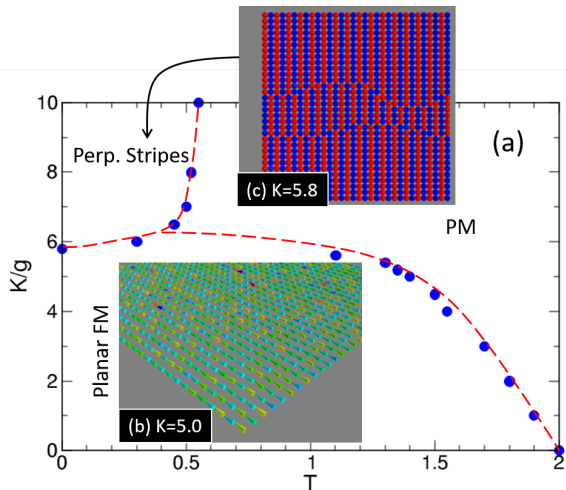 10
8
6
4
2
0
K/g
Perp. Stripes
(c) K=5.8
(a)
PM
Planar FM
(b) K=5.0
0
0.5
1
1.5
2
T